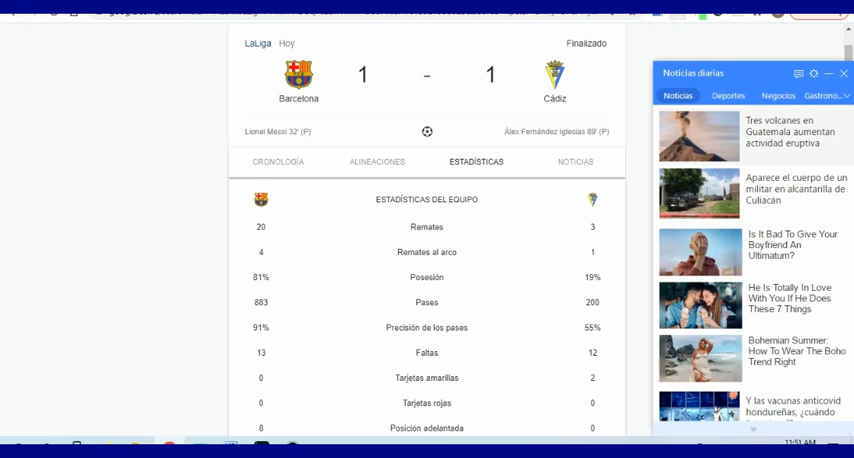 LaLiga · Hoy
Finalizado
1 - 1
Barcelona
Cádiz
Lionel Messi 32' (P)
Álex Fernández Iglesias 89' (P)
CRONOLOGÍA ALINEACIONES ESTADÍSTICAS NOTICIAS
ESTADÍSTICAS DEL EQUIPO
20 Remates 3
4 Remates al arco 1
81% Posesión 19%
883 Pases 200
91% Precisión de los pases 55%
13 Faltas 12
0 Tarjetas amarillas 2
0 Tarjetas rojas 0
8 Posición adelantada 0
Noticias diarias
Noticias Deportes Negocios Gastrono...
Tres volcanes en
Guatemala aumentan
actividad eruptiva
Aparece el cuerpo de un
militar en alcantarilla de
Culiacán
Is It Bad To Give Your
Boyfriend An
Ultimatum?
He Is Totally In Love
With You If He Does
These 7 Things
Bohemian Summer:
How To Wear The Boho
Trend Right
Y las vacunas anticovid
hondureñas, ¿cuándo
11:51 AM